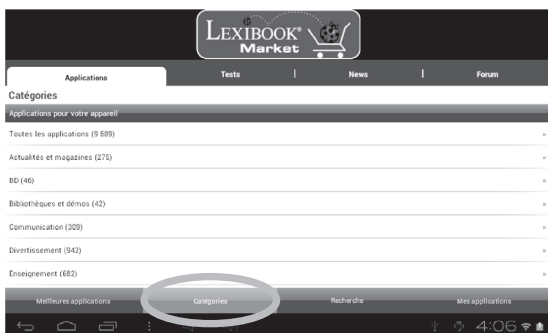 LEXIBOOK®
Market
Applications Tests | News | Forum
Catégories
Applications pour votre appareil
Toutes les applications (9 589)
Actualités et magazines (275)
BD (46)
Bibliothèques et démos (42)
Communication (309)
Divertissement (942)
Enseignement (682)
Meilleures applications Catégories Recherche Mes applications
4:06